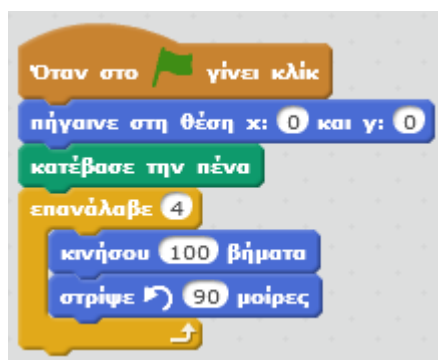 Όταν στο γίνει κλικ
πήγαινε στη θέση x: 0 και y: 0
κατέβασε την πένα
επανάλαβε 4
κινήσου 100 βήματα
στρίψε 90 μοίρες